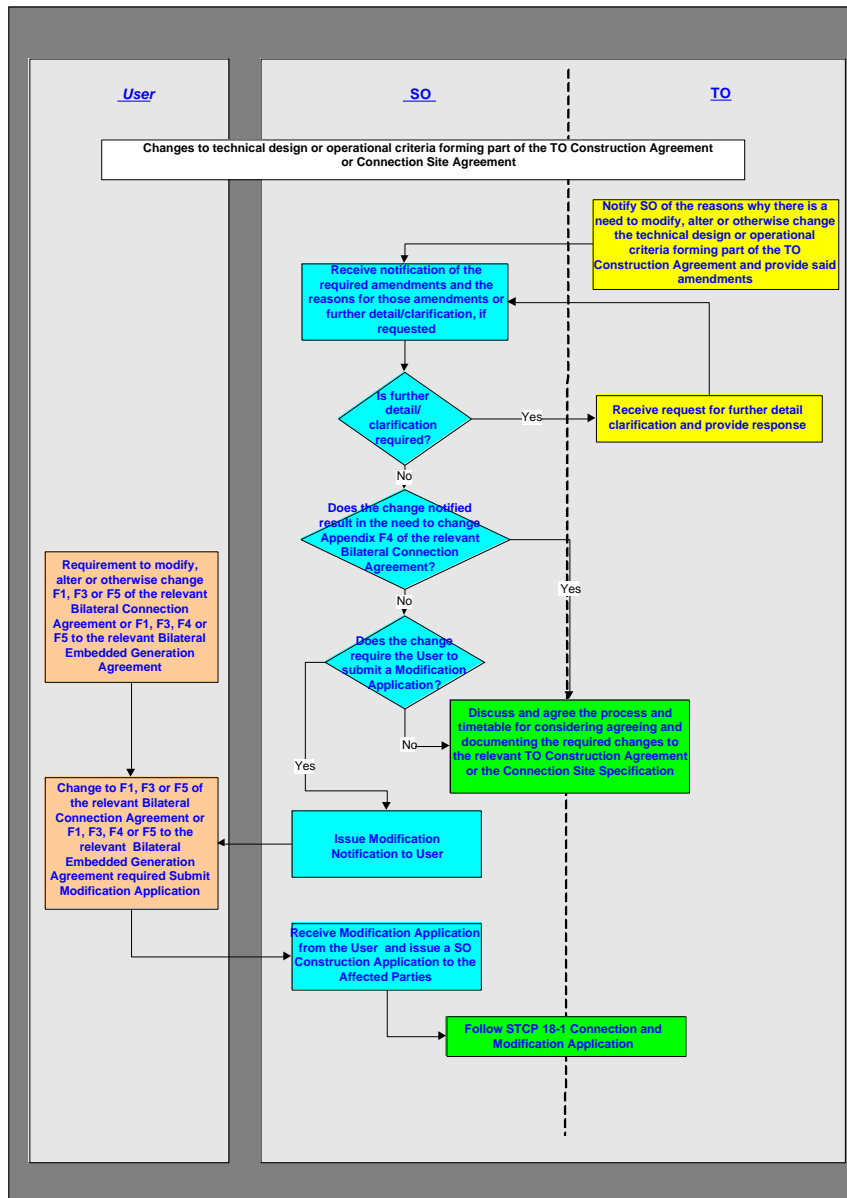 User
SO
TO
Changes to technical design or operational criteria forming part of the TO Construction Agreement
or Connection Site Agreement
Notify SO of the reasons why there is a
need to modify, alter or otherwise change
the technical design or operational
criteria forming part of the TO
Construction Agreement and provide said
amendments
Receive notification of the
required amendments and the
reasons for those amendments or
further detail/clarification, if
requested
Is further
detail/
clarification
required?
Yes
Receive request for further detail
clarification and provide response
No
Does the change notified
result in the need to change
Appendix F4 of the relevant
Bilateral Connection
Agreement?
Yes
No
Requirement to modify,
alter or otherwise change
F1, F3 or F5 of the relevant
Bilateral Connection
Agreement or F1, F3, F4 or
F5 to the relevant Bilateral
Embedded Generation
Agreement
Does the change
require the User to
submit a Modification
Application?
No
Yes
Discuss and agree the process and
timetable for considering agreeing and
documenting the required changes to
the relevant TO Construction Agreement
or the Connection Site Specification
Change to F1, F3 or F5 of
the relevant Bilateral
Connection Agreement or
F1, F3, F4 or F5 to the
relevant Bilateral
Embedded Generation
Agreement required Submit
Modification Application
Issue Modification
Notification to User
Receive Modification Application
from the User and issue a SO
Construction Application to the
Affected Parties
Follow STCP 18-1 Connection and
Modification Application